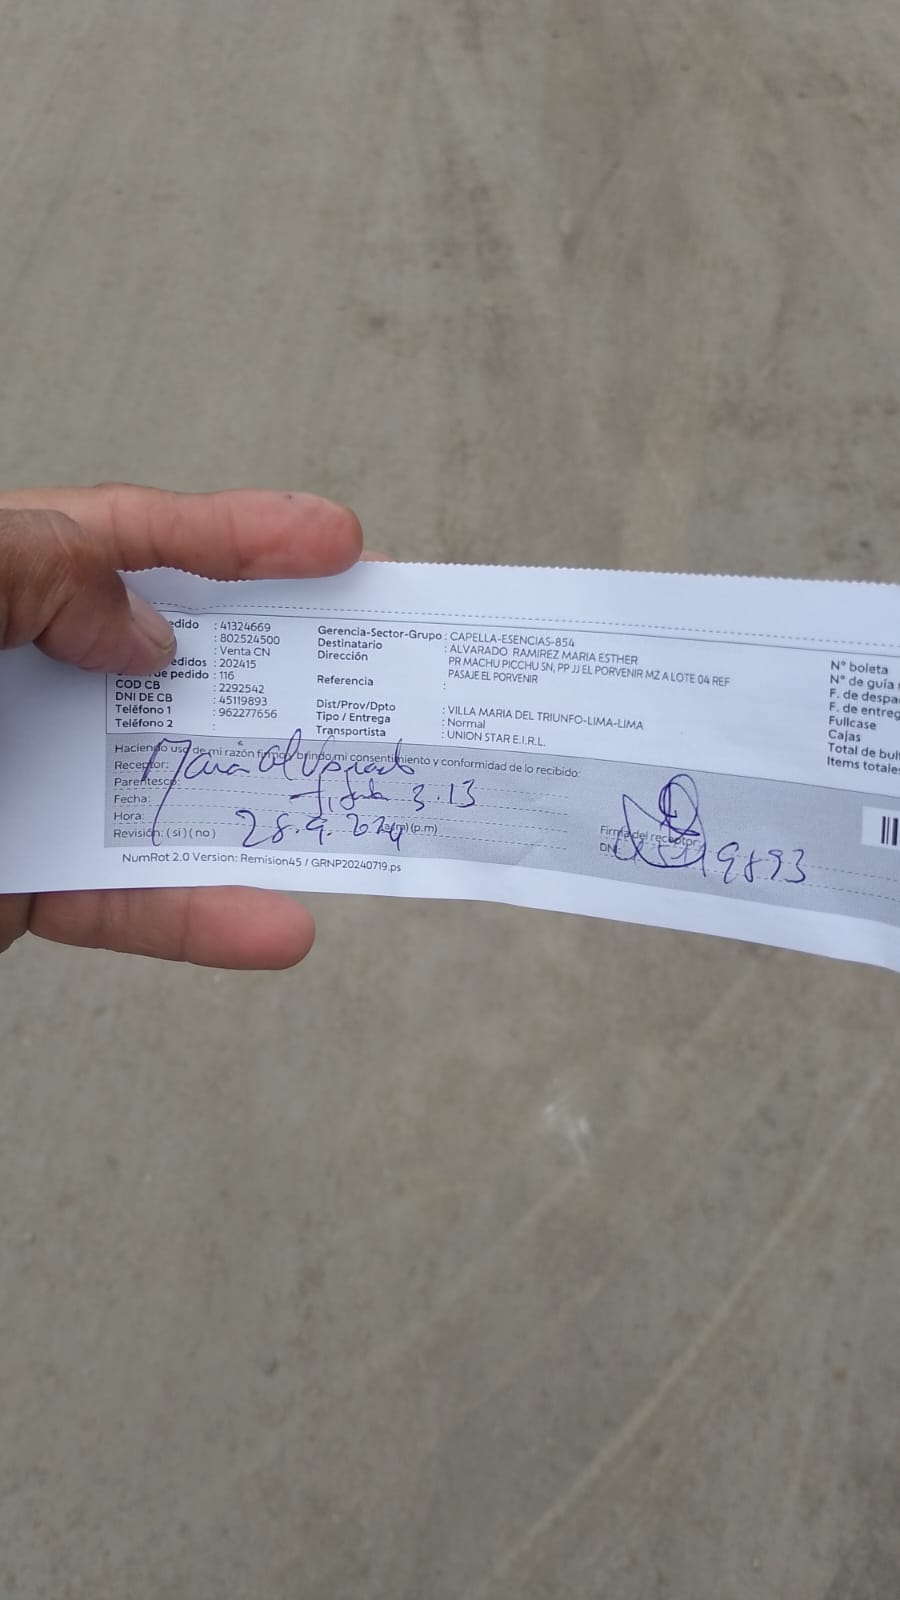 edido : 41324669
: 802524500
: Venta CN
edidos : 202415
de pedido : 116
COD CB : 2292542
DNI DE CB : 45119893
Teléfono 1 : 962277656
Teléfono 2 :
Gerencia-Sector-Grupo : CAPELLA-ESENCIAS-854
Destinatario : ALVARADO RAMIREZ MARIA ESTHER
Dirección PR MACHU PICCHU SN, PP JJ EL PORVENIR MZ A LOTE 04 REF
PASAJE EL PORVENIR
Referencia :
Dist/Prov/Dpto : VILLA MARIA DEL TRIUNFO-LIMA-LIMA
Tipo / Entrega : Normal
Transportista : UNION STAR E.I.R.L.
N° boleta
N° de guía
F. de despa
F. de entreg
Fullcase
Cajas
Total de bul
Items totale
Haciendo uso de mi razón firmo y brindo mi consentimiento y conformidad de lo recibido:
Receptor: Maria Alvarado
Parentesco:
Fecha: 3.13
Hora: 28.9.2024 (a.m) (p.m)
Revisión: ( si ) ( no )
Firma del receptor:
DNI 9893
NumRot 2.0 Version: Remision45 / GRNP20240719.ps